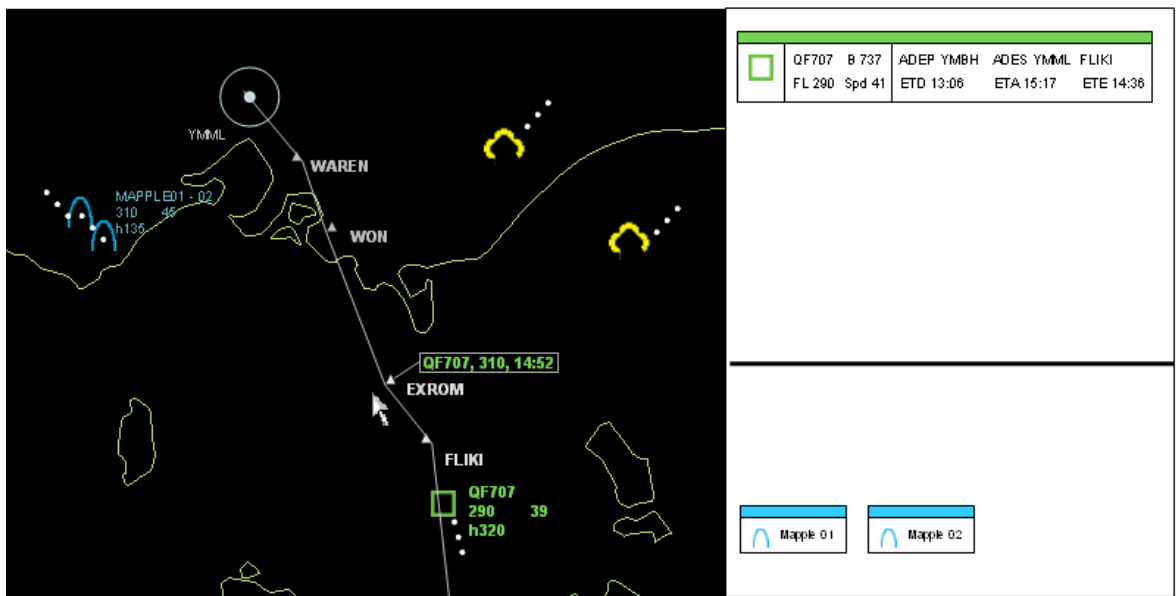 YMML
WAREN
MAPPLE01 - 02
310 45
h135
WON
QF707, 310, 14:52
EXROM
FLIKI
QF707
290 39
h320
QF707 B 737 ADEP YMBH ADES YMML FLIKI
FL 290 Spd 41 ETD 13:06 ETA 15:17 ETE 14:36
Mapple 01 Mapple 02